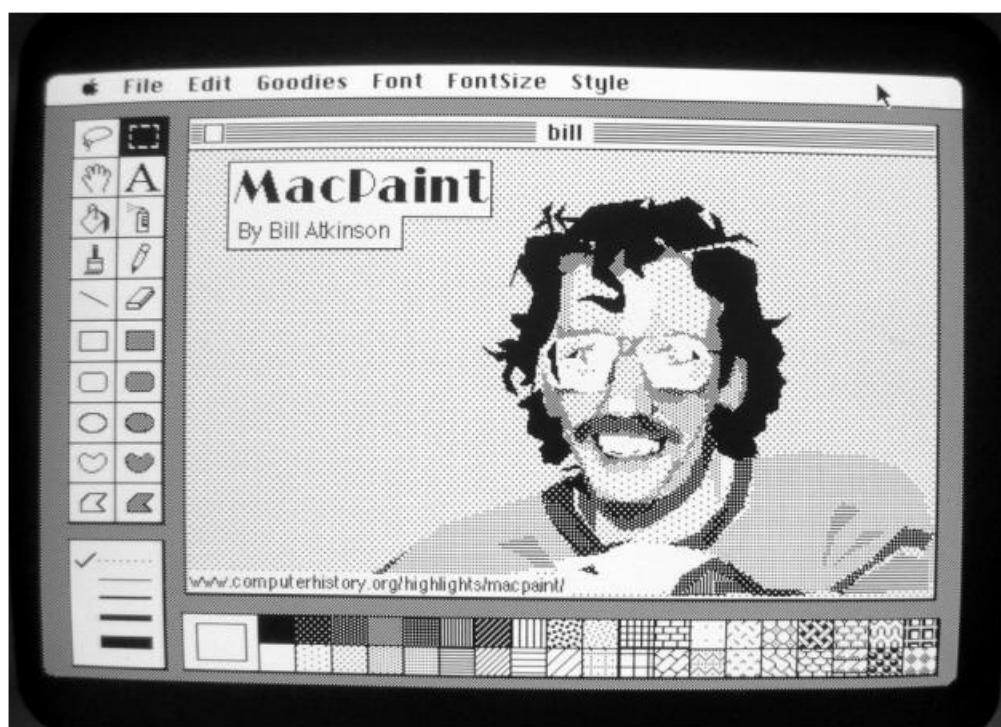 File Edit Goodies Font FontSize Style
bill
MacPaint
By Bill Atkinson
A
www.computerhistory.org/highlights/macpaint/